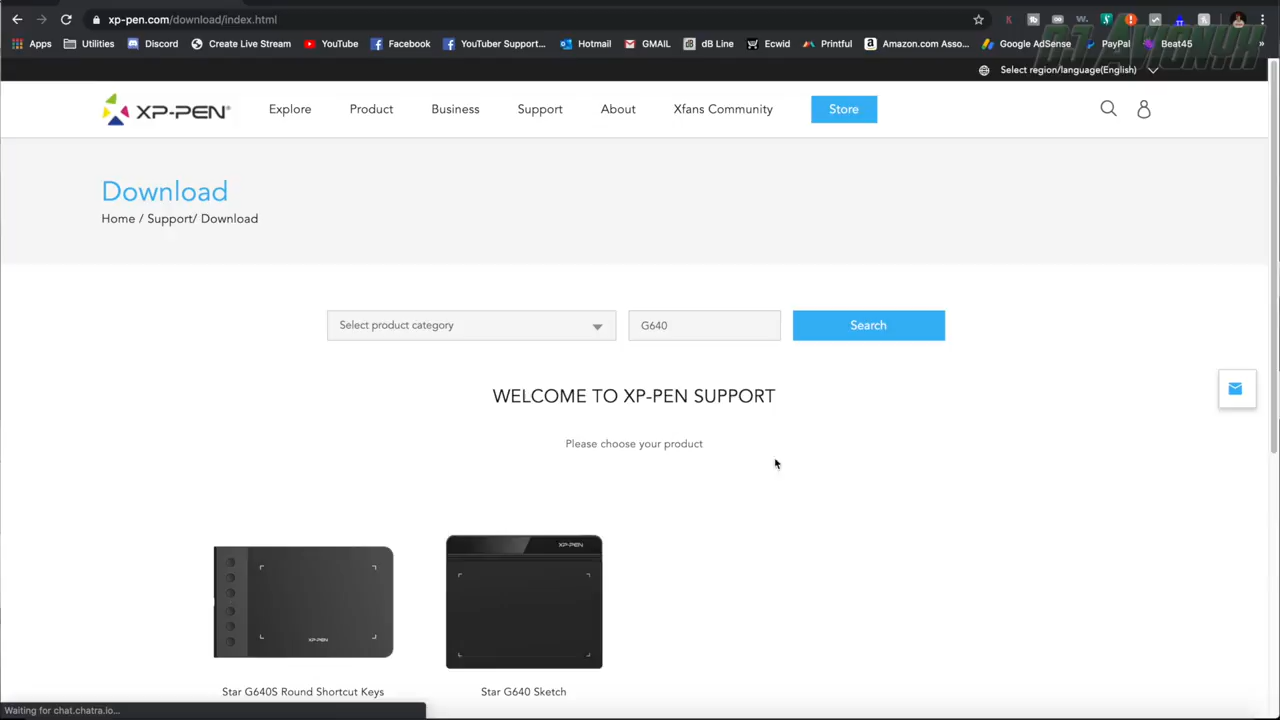 xp-pen.com/download/index.html
Apps Utilities Discord Create Live Stream YouTube Facebook YouTuber Support... Hotmail GMAIL dB Line Ecwid Printful Amazon.com Asso... Google AdSense PayPal Beat45 »
Select region/language(English)
XP-PEN® Explore Product Business Support About Xfans Community Store
Download
Home / Support/ Download
Select product category G640 Search
WELCOME TO XP-PEN SUPPORT
Please choose your product
XP-PEN
XP-PEN
Star G640S Round Shortcut Keys Star G640 Sketch
Waiting for chat.chatra.io...